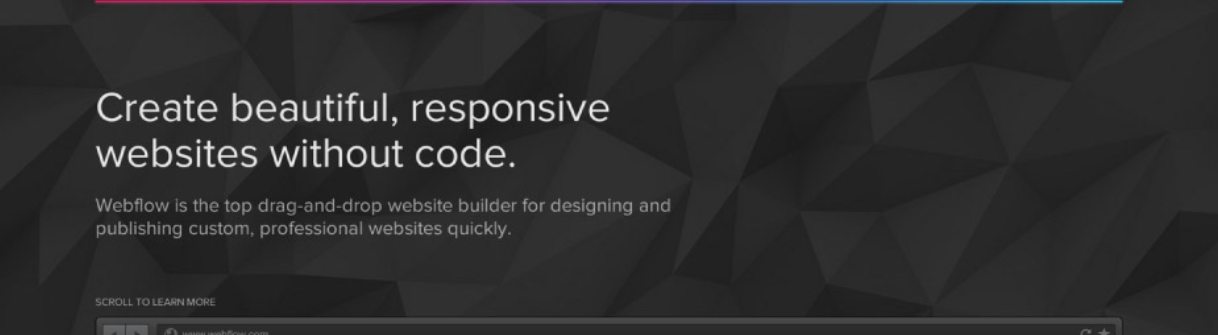 Create beautiful, responsive
websites without code.
Webflow is the top drag-and-drop website builder for designing and
publishing custom, professional websites quickly.
SCROLL TO LEARN MORE
www.webflow.com